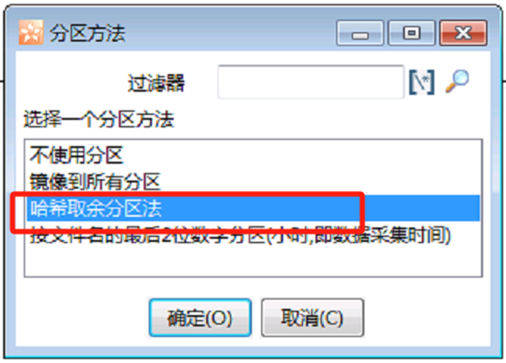 分区方法
过滤器
选择一个分区方法
不使用分区
镜像到所有分区
哈希取余分区法
按文件名的最后2位数字分区(小时,即数据采集时间)
确定(O) 取消(C)